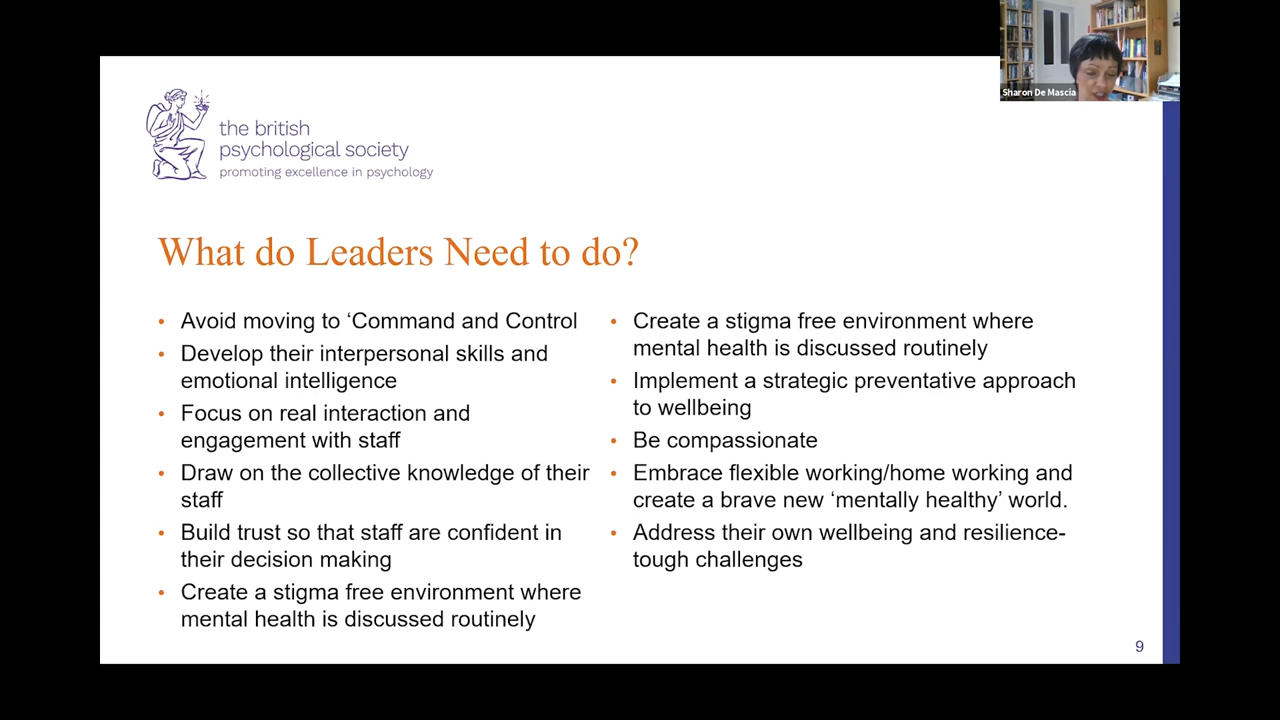 Sharon De Mascia
the british
psychological society
promoting excellence in psychology
What do Leaders Need to do?
• Avoid moving to ‘Command and Control
• Develop their interpersonal skills and
emotional intelligence
• Focus on real interaction and
engagement with staff
• Draw on the collective knowledge of their
staff
• Build trust so that staff are confident in
their decision making
• Create a stigma free environment where
mental health is discussed routinely
• Create a stigma free environment where
mental health is discussed routinely
• Implement a strategic preventative approach
to wellbeing
• Be compassionate
• Embrace flexible working/home working and
create a brave new ‘mentally healthy’ world.
• Address their own wellbeing and resilience-
tough challenges
9